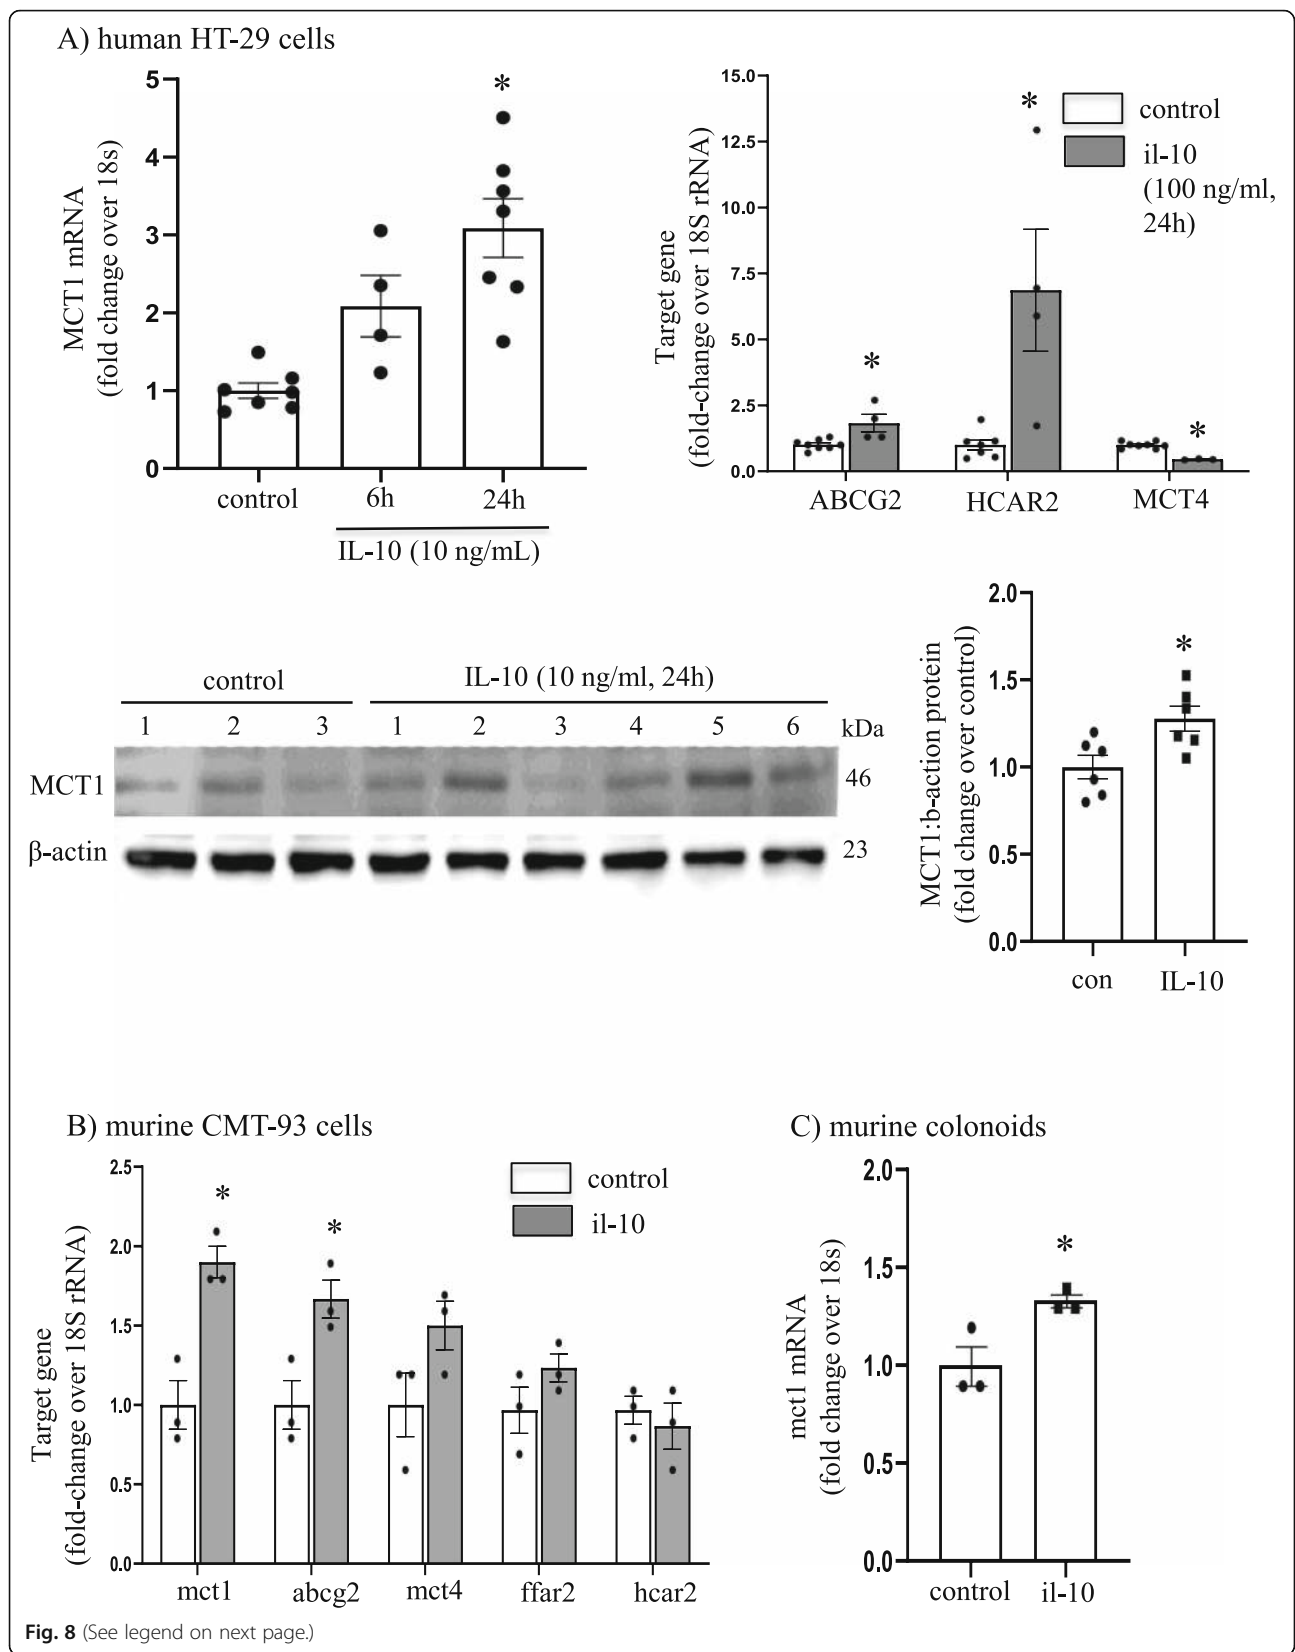 A) human HT-29 cells
MCT1 mRNA
(fold change over 18s)
5
4
3
2
1
0
*
control
6h
24h
IL-10 (10 ng/mL)
Target gene
(fold-change over 18S rRNA)
15.0
12.5
10.0
7.5
5.0
2.5
0.0
*
*
*
control
il-10
(100 ng/ml,
24h)
ABCG2
HCAR2
MCT4
control
IL-10 (10 ng/ml, 24h)
1 2 3 1 2 3 4 5 6 kDa
MCT1
46
β-actin
23
MCT1:b-action protein
(fold change over control)
2.0
1.5
1.0
0.5
0.0
*
con
IL-10
B) murine CMT-93 cells
Target gene
(fold-change over 18S rRNA)
2.5
2.0
1.5
1.0
0.5
0.0
*
*
control
il-10
mct1
abcg2
mct4
ffar2
hcar2
C) murine colonoids
mct1 mRNA
(fold change over 18s)
2.0
1.5
1.0
0.5
0.0
*
control
il-10
Fig. 8 (See legend on next page.)